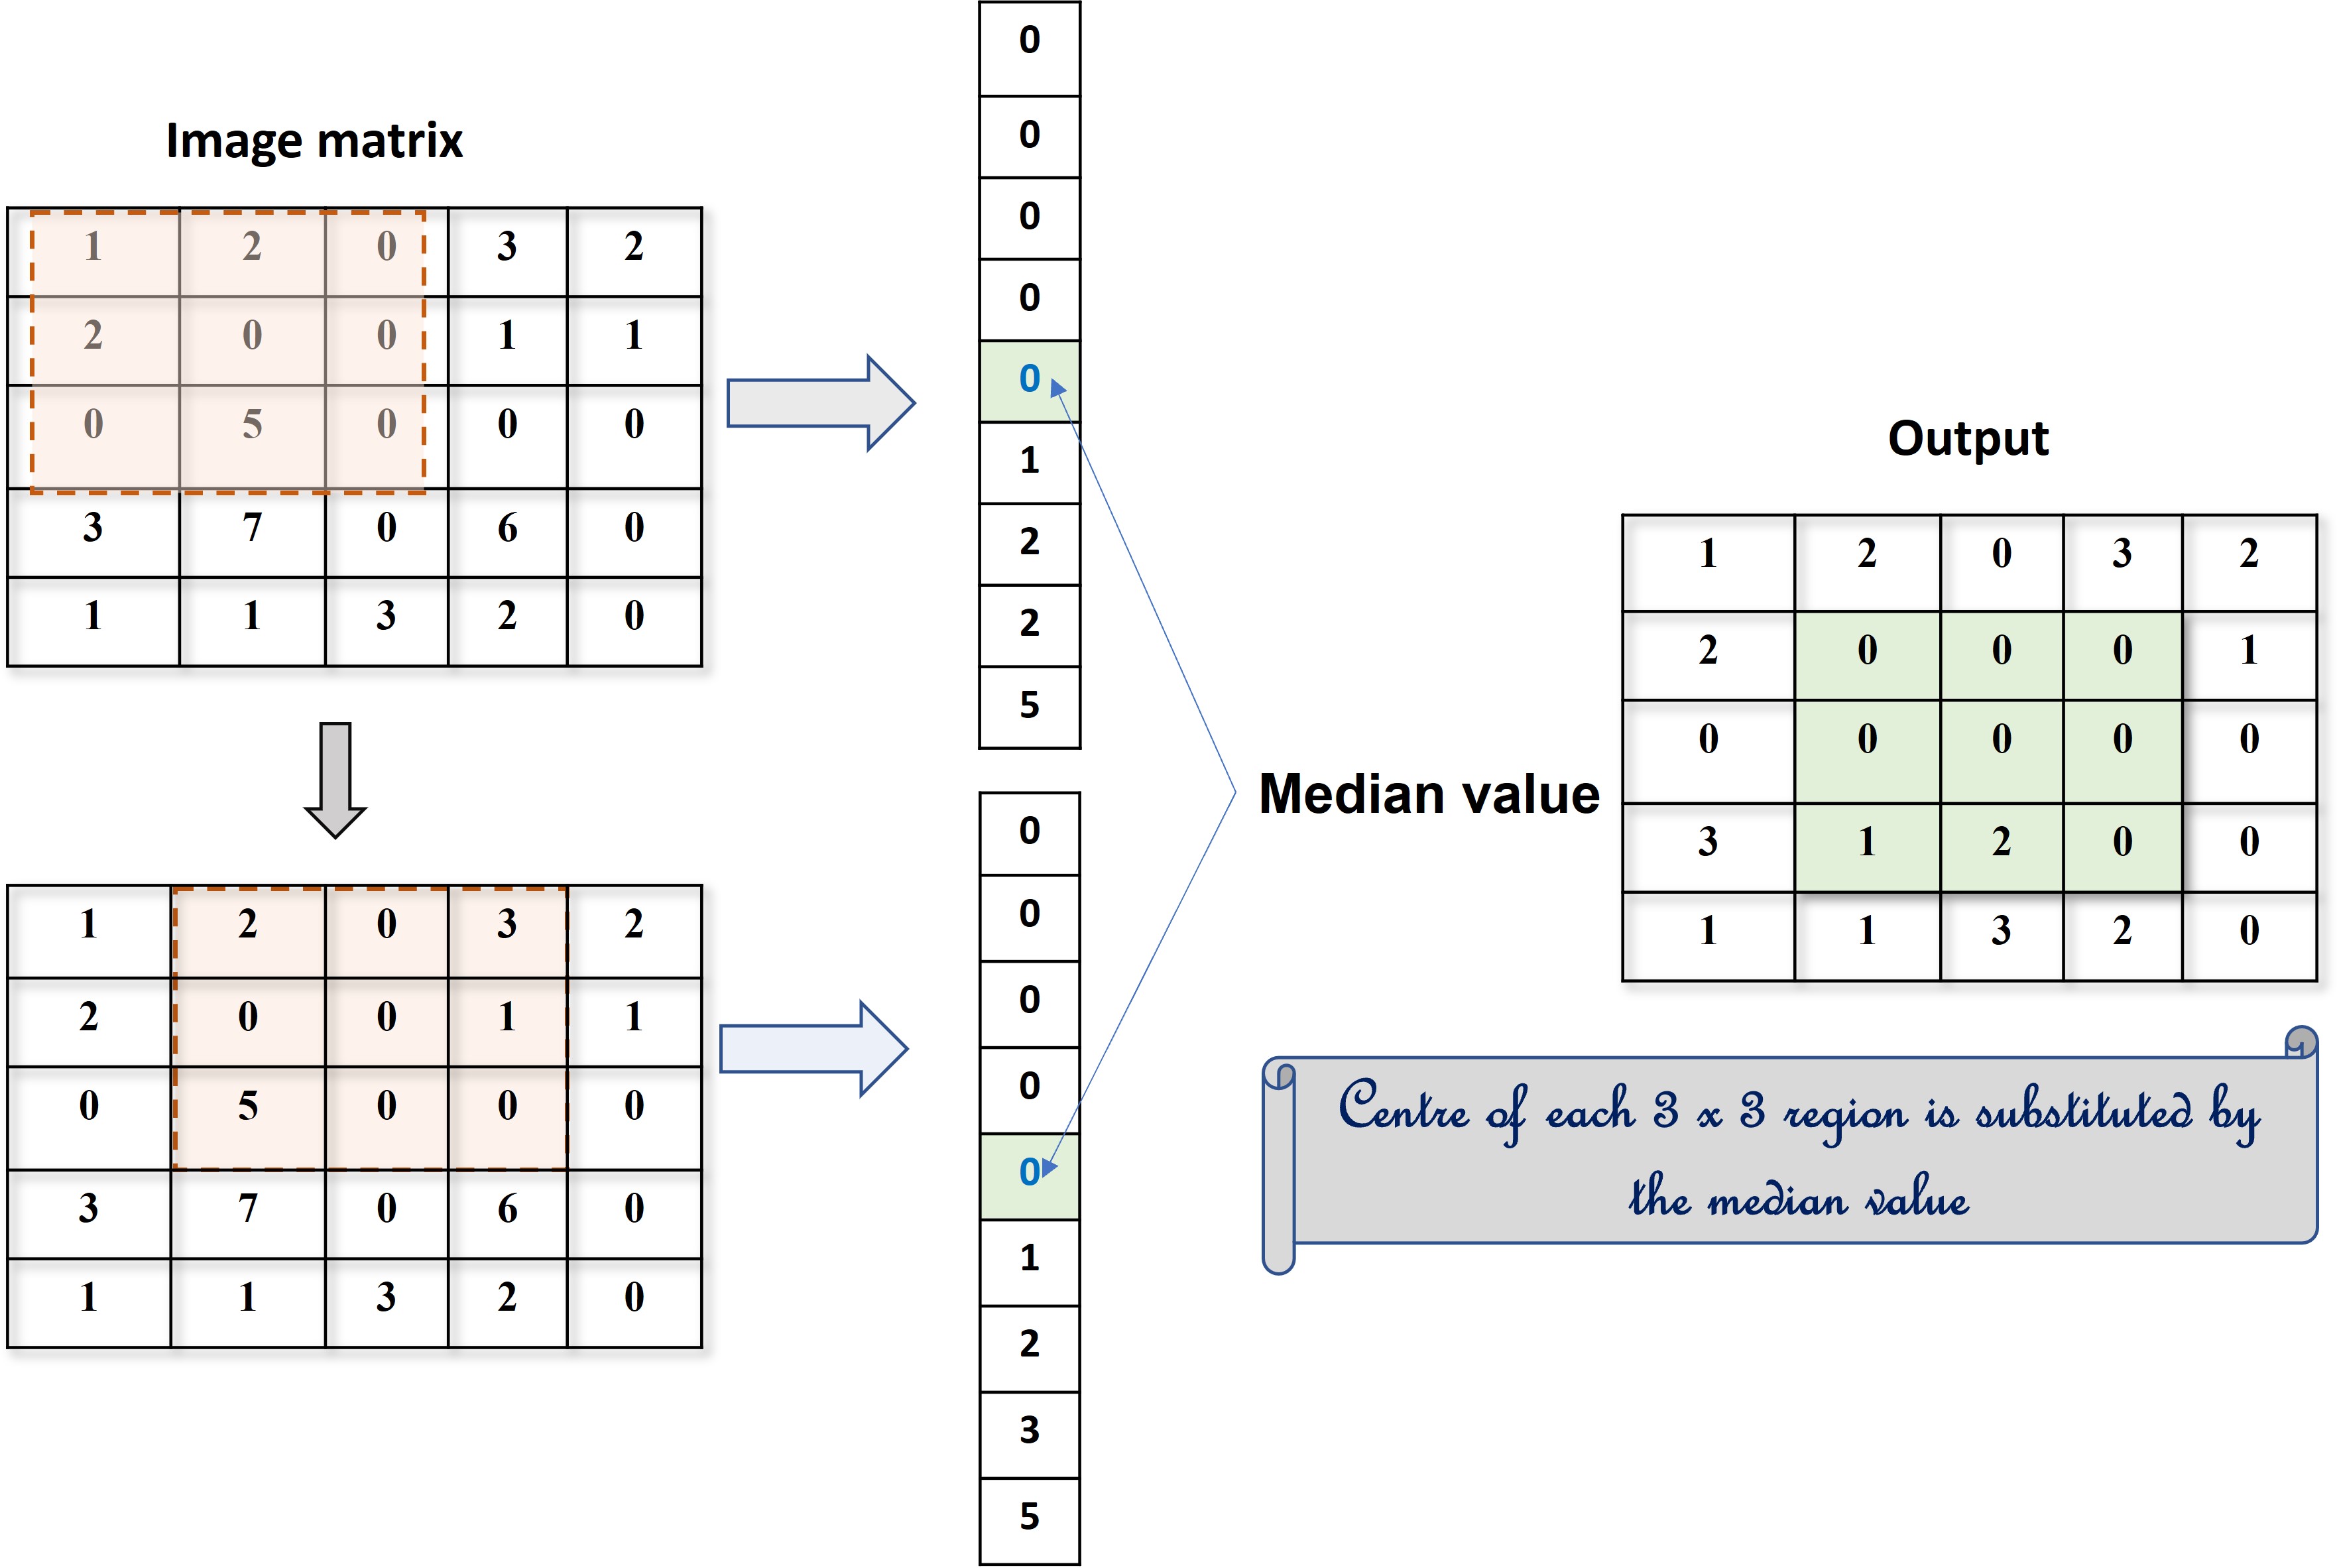 Image matrix
1 2 0 3 2
2 0 0 1 1
0 5 0 0 0
3 7 0 6 0
1 1 3 2 0
1 2 0 3 2
2 0 0 1 1
0 5 0 0 0
3 7 0 6 0
1 1 3 2 0
0
0
0
0
0
1
2
2
5
0
0
0
0
0
1
2
3
5
Median value
Output
1 2 0 3 2
2 0 0 0 1
0 0 0 0 0
3 1 2 0 0
1 1 3 2 0
Centre of each 3 x 3 region is substituted by
the median value